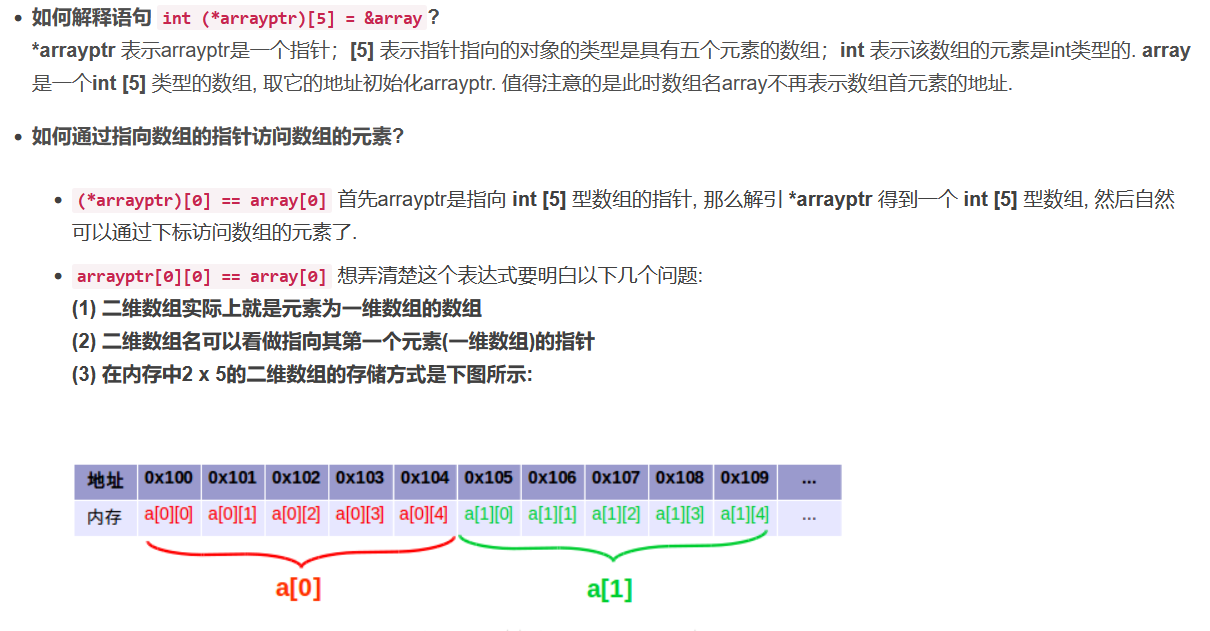 • 如何解释语句 int (*arrayptr)[5] = &array ?
*arrayptr 表示arrayptr是一个指针；[5] 表示指针指向的对象的类型是具有五个元素的数组；int 表示该数组的元素是int类型的. array
是一个int [5] 类型的数组, 取它的地址初始化arrayptr. 值得注意的是此时数组名array不再表示数组首元素的地址.
• 如何通过指向数组的指针访问数组的元素?
• (*arrayptr)[0] == array[0] 首先arrayptr是指向 int [5] 型数组的指针, 那么解引 *arrayptr 得到一个 int [5] 型数组, 然后自然
可以通过下标访问数组的元素了.
• arrayptr[0][0] == array[0] 想弄清楚这个表达式要明白以下几个问题:
(1) 二维数组实际上就是元素为一维数组的数组
(2) 二维数组名可以看做指向其第一个元素(一维数组)的指针
(3) 在内存中2 x 5的二维数组的存储方式是下图所示:
地址 0x100 0x101 0x102 0x103 0x104 0x105 0x106 0x107 0x108 0x109 ...
内存 a[0][0] a[0][1] a[0][2] a[0][3] a[0][4] a[1][0] a[1][1] a[1][2] a[1][3] a[1][4] ...
a[0] a[1]